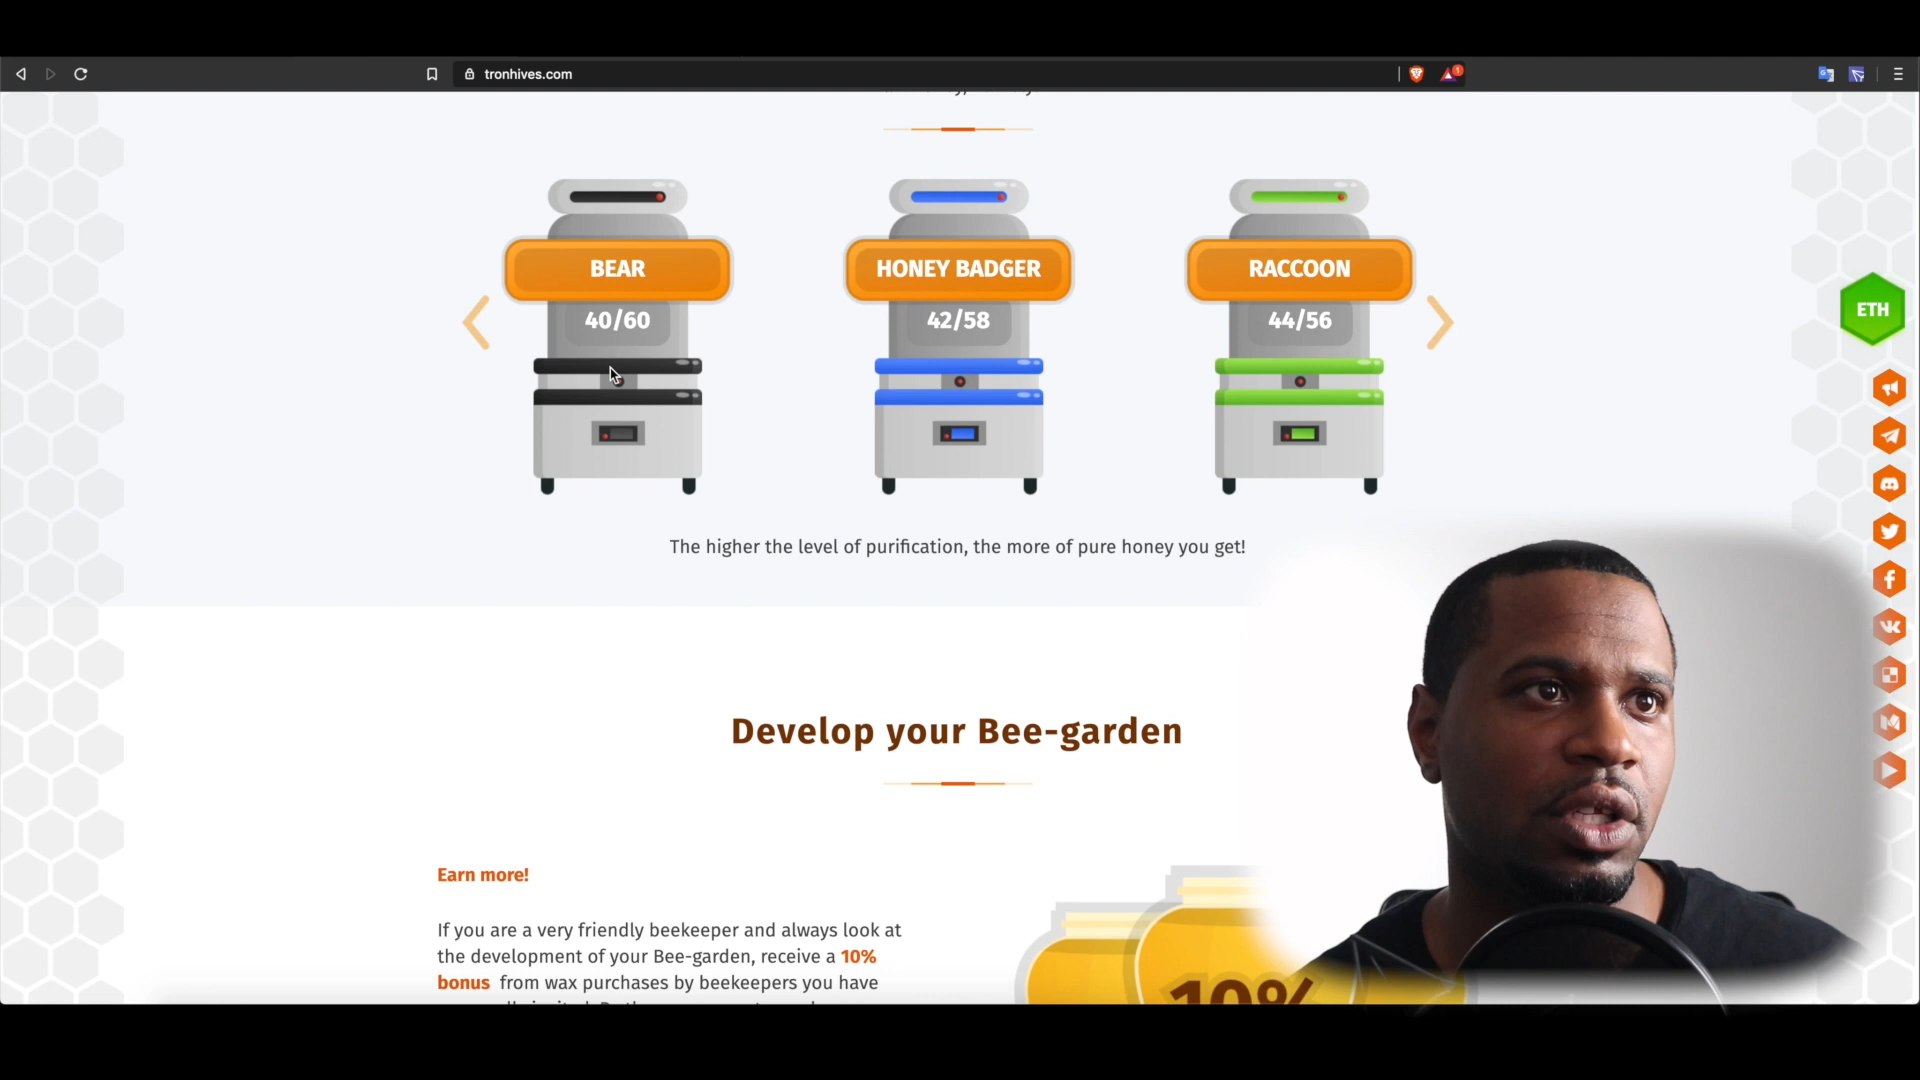 tronhives.com
1
BEAR
HONEY BADGER
RACCOON
40/60
42/58
44/56
ETH
The higher the level of purification, the more of pure honey you get!
Develop your Bee-garden
Earn more!
If you are a very friendly beekeeper and always look at
the development of your Bee-garden, receive a 10%
bonus from wax purchases by beekeepers you have
10%